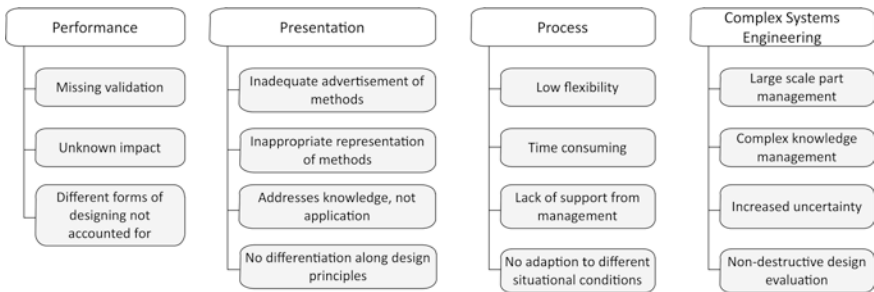 Performance
Missing validation
Unknown impact
Different forms of
designing not
accounted for
Presentation
Inadequate advertisement of
methods
Inappropriate representation
of methods
Addresses knowledge, not
application
No differentiation along design
principles
Process
Low flexibility
Time consuming
Lack of support from
management
No adaption to different
situational conditions
Complex Systems
Engineering
Large scale part
management
Complex knowledge
management
Increased uncertainty
Non-destructive design
evaluation